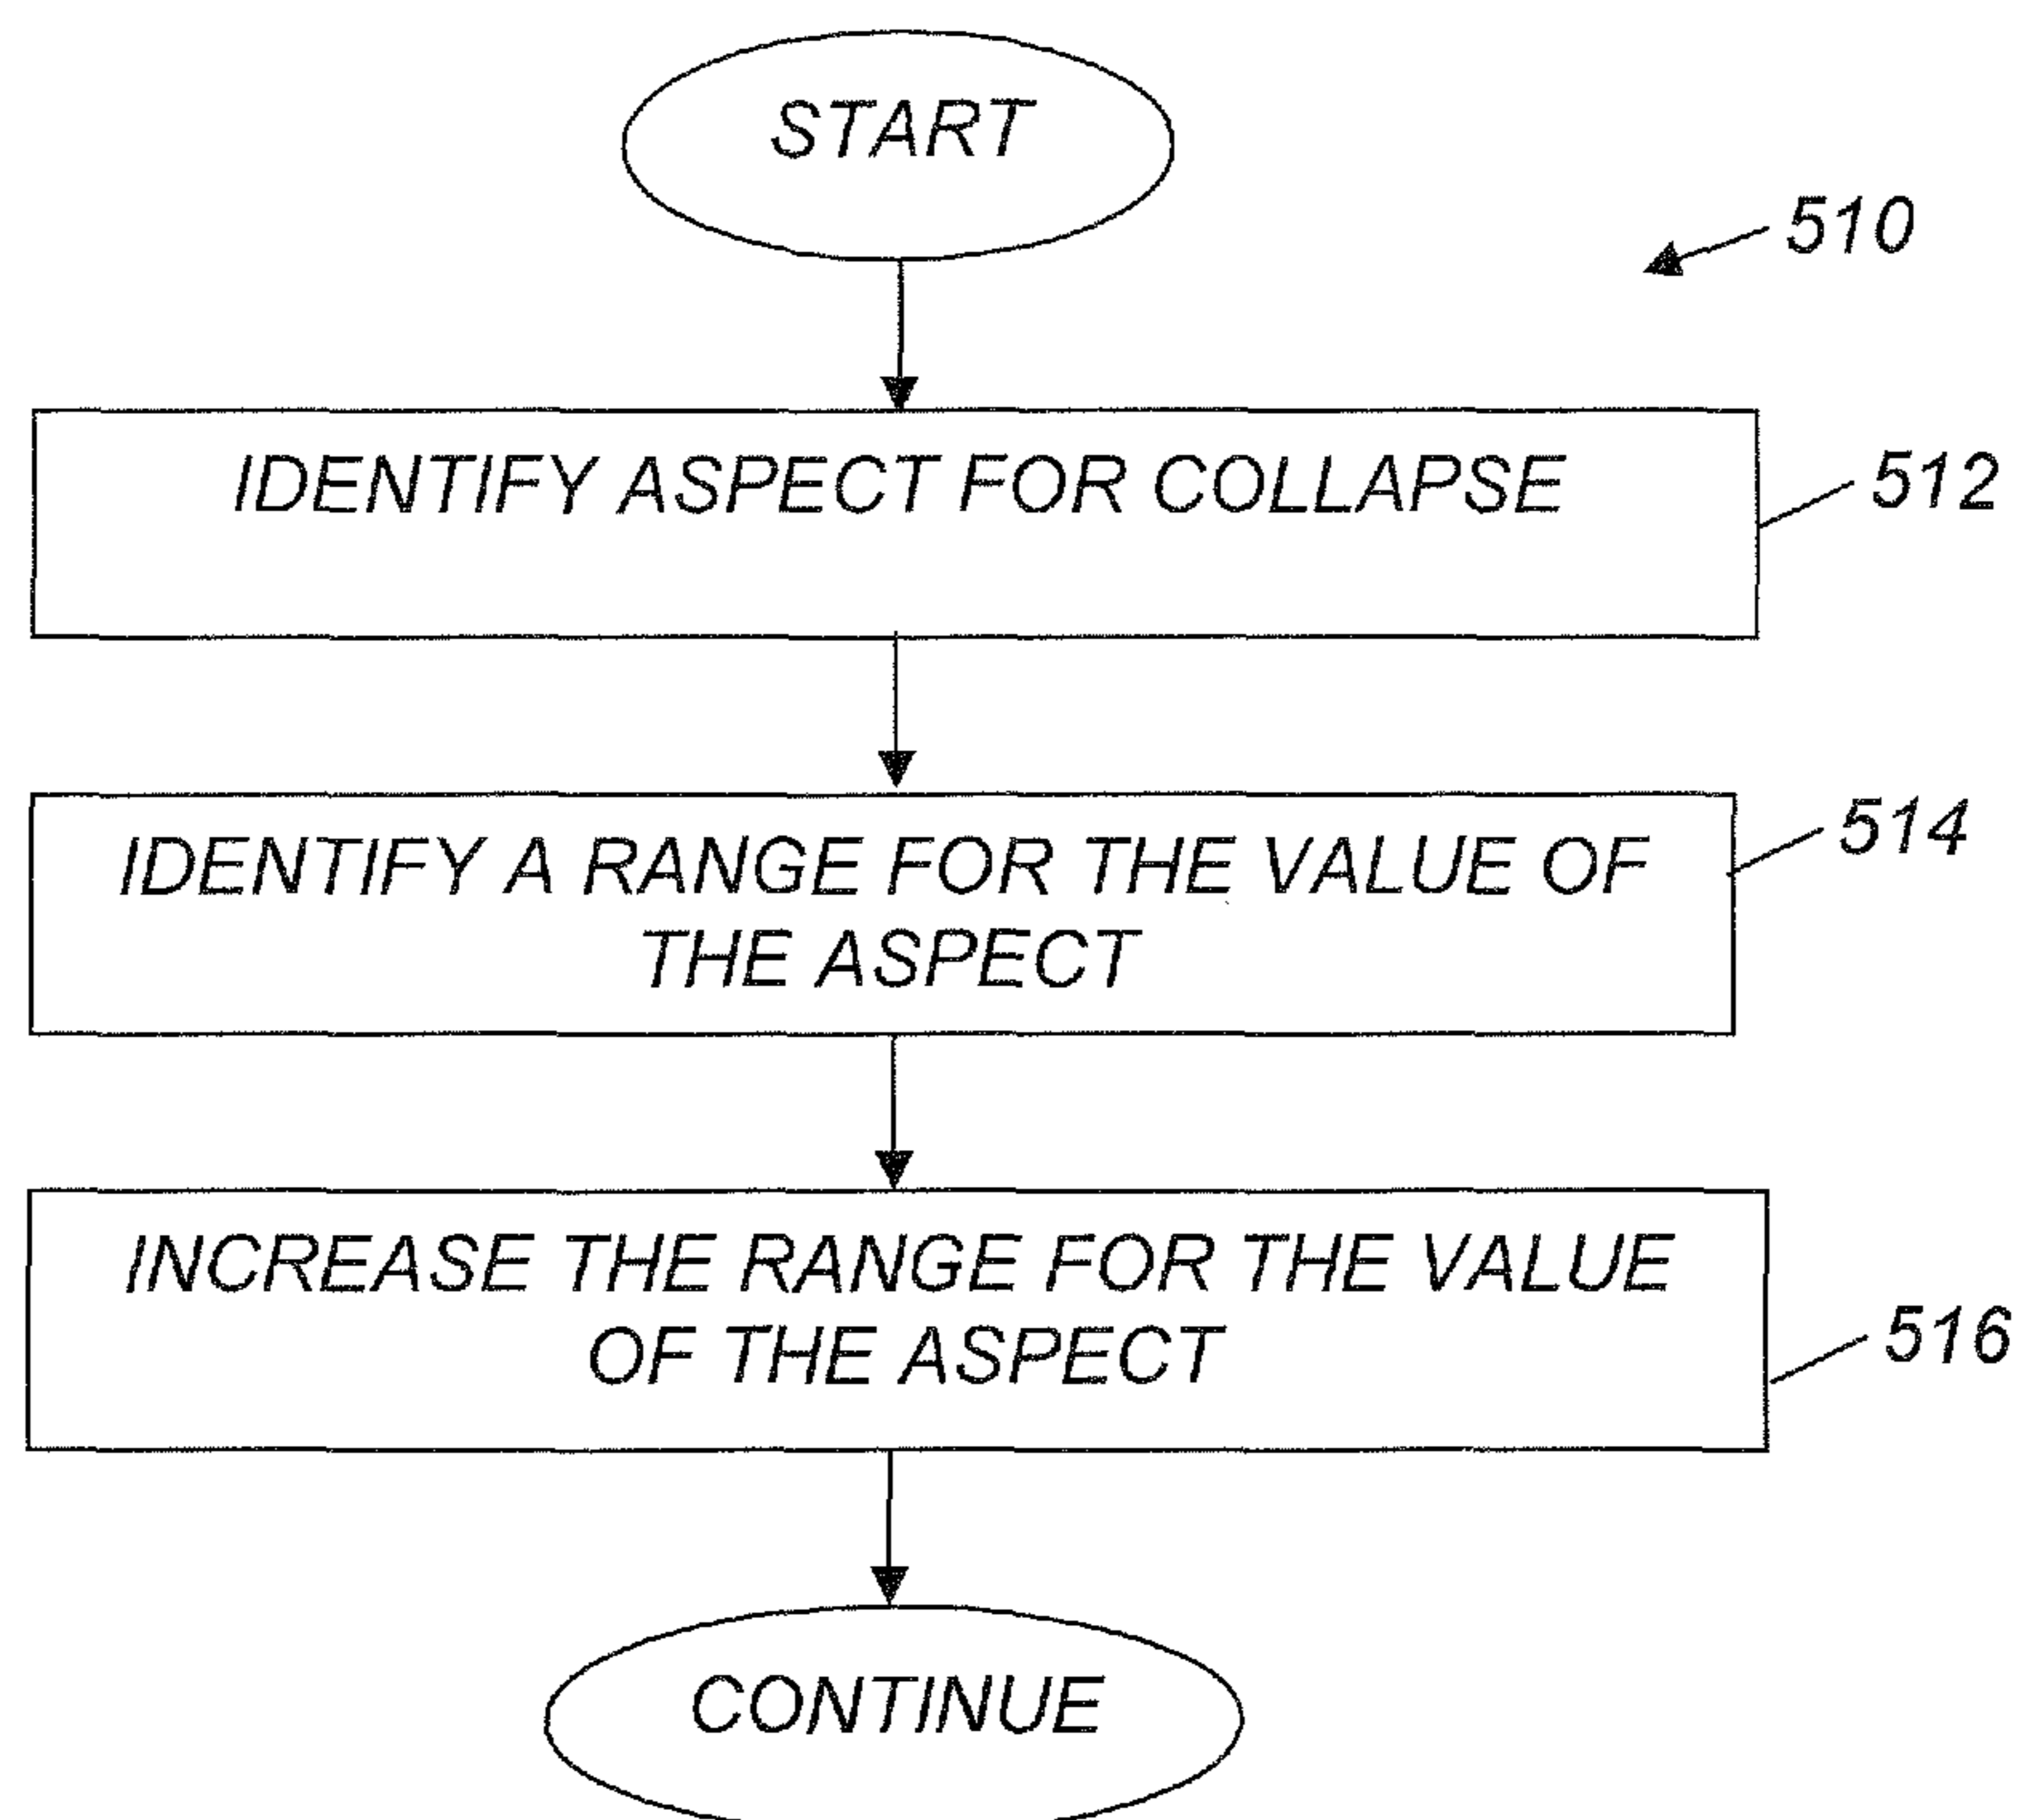 START
510
IDENTIFY ASPECT FOR COLLAPSE
512
IDENTIFY A RANGE FOR THE VALUE OF
THE ASPECT
514
INCREASE THE RANGE FOR THE VALUE
OF THE ASPECT
516
CONTINUE